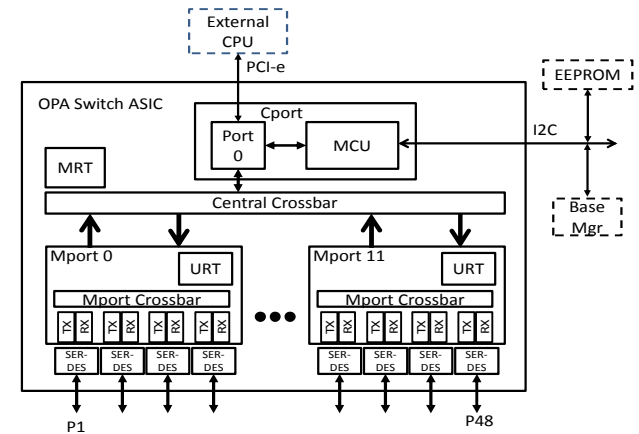 External
CPU
PCI-e
EEPROM
OPA Switch ASIC
Cport
I2C
Port
0
MCU
MRT
Central Crossbar
Base
Mgr
Mport 0
URT
Mport 11
URT
Mport Crossbar
Mport Crossbar
TX RX TX RX TX RX TX RX
TX RX TX RX TX RX TX RX
SER-
DES
SER-
DES
SER-
DES
SER-
DES
SER-
DES
SER-
DES
SER-
DES
SER-
DES
P1
P48